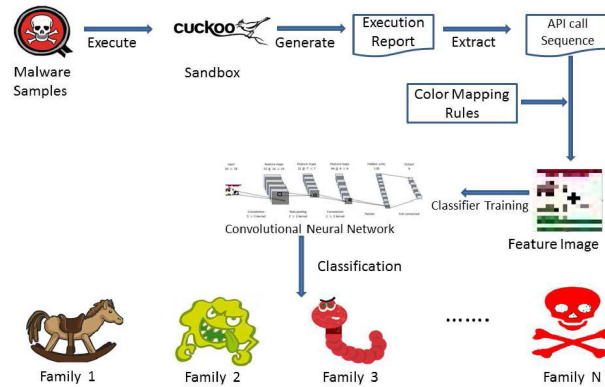 Malware
Samples
Execute
cuckoo
Sandbox
Generate
Execution
Report
Extract
API call
Sequence
Color Mapping
Rules
Feature Image
Classifier Training
Convolutional Neural Network
Classification
Family 1
Family 2
Family 3
.......
Family N